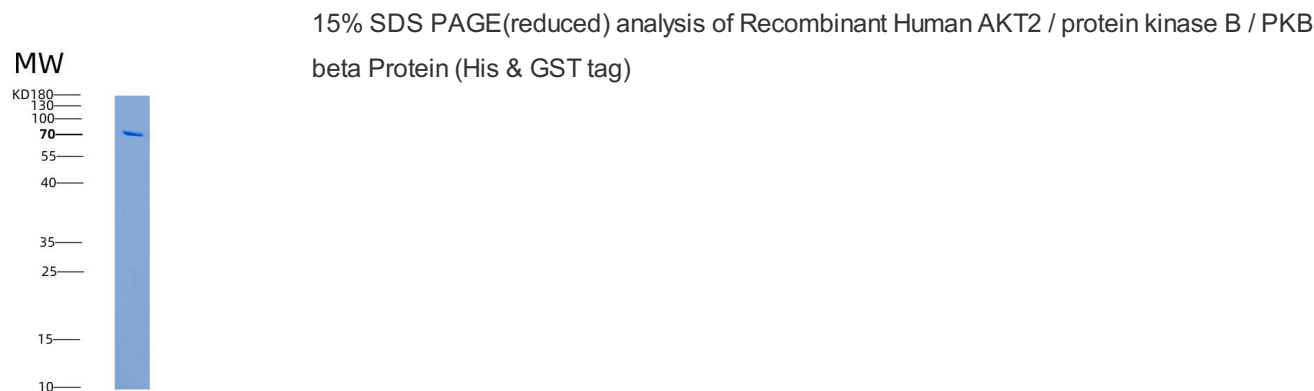 15% SDS PAGE(reduced) analysis of Recombinant Human AKT2 / protein kinase B / PKB
beta Protein (His & GST tag)
MW
KD180
130
100
70
55
40
35
25
15
10